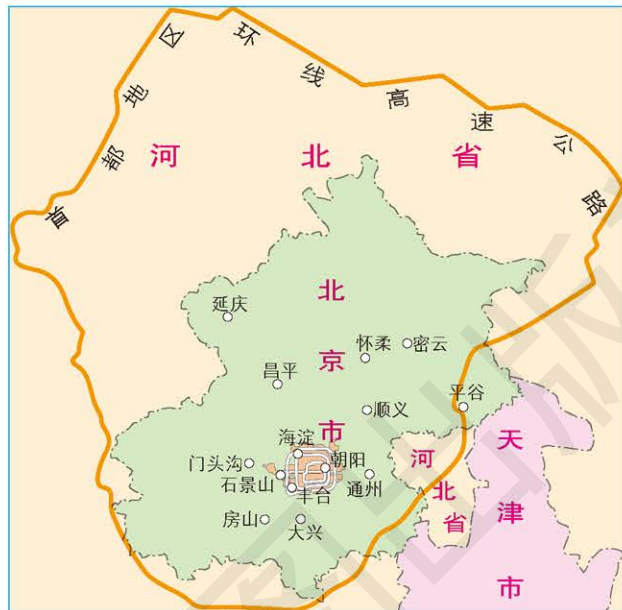 首都地区环线高速公路
河北省
北京市
延庆
怀柔
密云
昌平
平谷
顺义
海淀
门头沟
朝阳
石景山
通州
丰台
房山
大兴
河北省
天津市